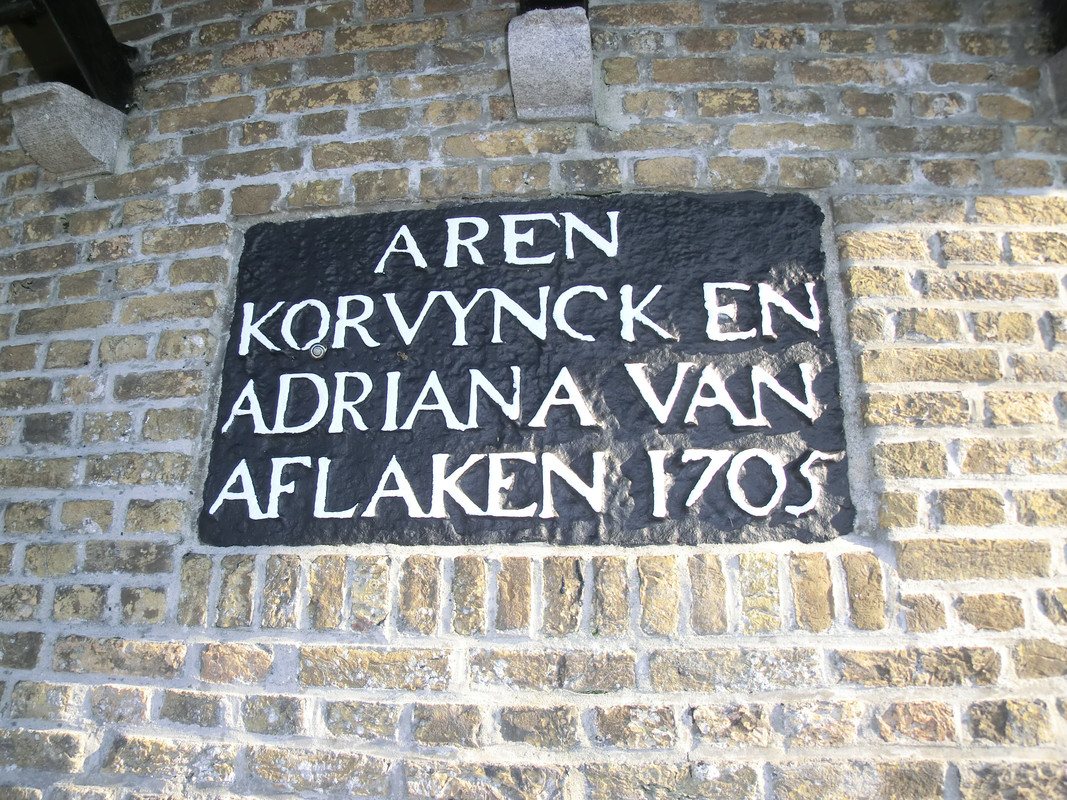 AREN
KORVYNCK EN
ADRIANA VAN
AFLAKEN 1705